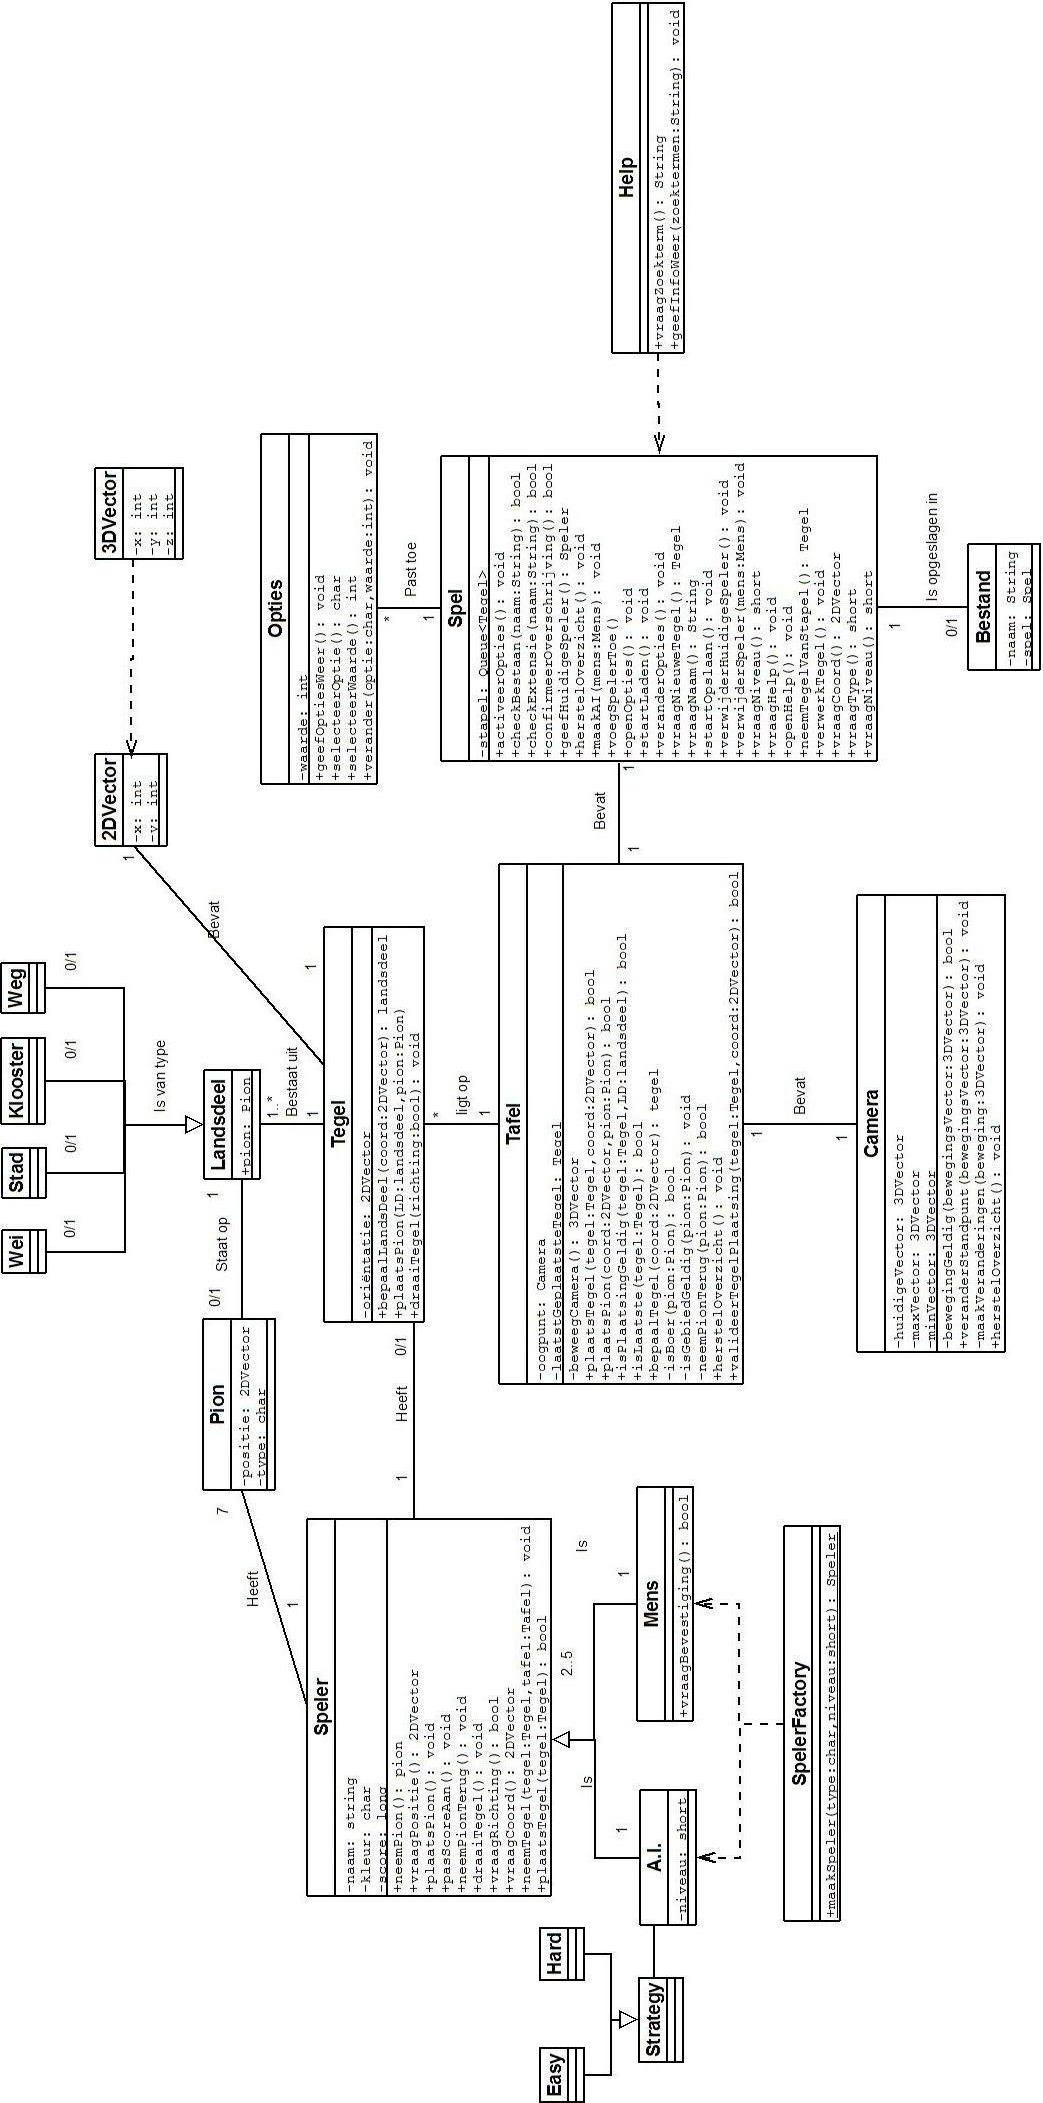 Wei
Stad
Klooster
Weg
0/1
0/1
0/1
0/1
Is van type
3DVector
-x: int
-y: int
-z: int
2DVector
-x: int
-y: int
1
Bevat
1
Landsdeel
+pion: Pion
1
Staat op
0/1
1..*
Bestaat uit
1
Pion
-positie: 2DVector
-type: char
7
Heeft
1
Tegel
-oriëntatie: 2DVector
+bepaalLandsDeel(coord:2DVector): landsdeel
+plaatsPion(LD:landsdeel,pion:Pion)
+draaiTegel(richting:bool): void
0/1
Heeft
1
*
ligt op
1
Opties
-waarde: int
+geefOptiesWeer(): void
+selecteerOptie(): char
+selecteerWaarde(): int
+verander(optie:char,waarde:int): void
*
Past toe
1
Speler
-naam: string
-kleur: char
-score: long
+neemPion(): pion
+vraagPositie(): 2DVector
+plaatsPion(): void
+pasScoreAan(): void
+neemPionTerug(): void
+draaiTegel(): void
+vraagRichting(): bool
+vraagCoord(): 2DVector
+neemTegel(tegel:Tegel,tafel:Tafel): void
+plaatsTegel(tegel:Tegel): bool
2..5
Is
1
Is
1
Tafel
-oogpunt: Camera
-laatstGeplaatsteTegel: Tegel
-beweegCamera(): 3DVector
+plaatsTegel(tegel:Tegel,coord:2DVector): bool
+plaatsPion(coord:2DVector,pion:Pion): bool
+isPlaatsingGeldig(tegel:Tegel,LD:landsdeel): bool
+isLaatste(tegel:Tegel): bool
+bepaalTegel(coord:2DVector): tegel
-isBoer(pion:Pion): bool
-isGebiedGeldig(pion:Pion): void
-neemPionTerug(pion:Pion): bool
+herstelOverzicht(): void
+valideerTegelPlaatsing(tegel:Tegel,coord:2DVector): bool
1
Bevat
1
Spel
-stapel: Queue<Tegel>
+activeerOpties(): void
+checkBestaan(naam:String): bool
+checkExtensie(naam:String): bool
+confirmeerOverschrijving(): bool
+geefHuidigeSpeler(): Speler
+herstelOverzicht(): void
+maakAI(mens:Mens): void
+voegSpelerToe()
+openOpties(): void
+startLaden(): void
+veranderOpties(): void
+vraagNieuweTegel(): Tegel
+vraagNaam(): String
+startOpslaan(): void
+verwijderHuidigeSpeler(): void
+verwijderSpeler(mens:Mens): void
+vraagNiveau(): short
+vraagHelp(): void
+openHelp(): void
+neemTegelVanStapel(): Tegel
+verwerkTegel(): void
+vraagCoord(): 2DVector
+vraagType(): short
+vraagNiveau(): short
Help
+vraagZoekterm(): String
+geefInfoWeer(zoektermen:String): void
1
Bevat
1
1
Is opgeslagen in
0/1
Easy
Hard
Strategy
A.I.
-niveau: short
Mens
+vraagBevestiging(): bool
SpelerFactory
+maakSpeler(type:char,niveau:short): Speler
Camera
-huidigeVector: 3DVector
-maxVector: 3DVector
-minVector: 3DVector
-bewegingGeldig(bewegingsVector:3DVector): bool
+veranderStandpunt(bewegingsVector:3DVector): void
-maakVeranderingen(beweging:3DVector): void
+herstelOverzicht(): void
Bestand
-naam: String
-spel: Spel